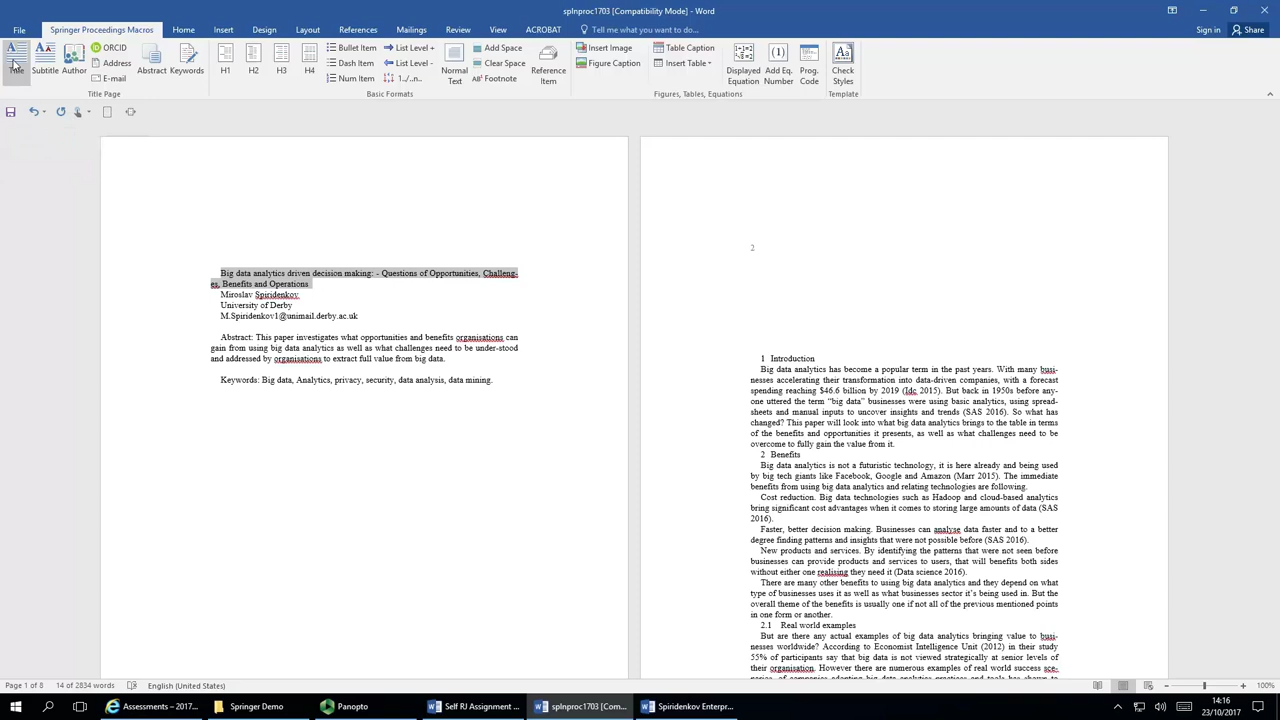 splnproc1703 [Compatibility Mode] - Word
File
Springer Proceedings Macros
Home
Insert
Design
Layout
References
Mailings
Review
View
ACROBAT
Tell me what you want to do...
Sign in
Share
Title
Subtitle
Author
ORCID
Address
E-mail
Abstract
Keywords
Title Page
H1
H2
H3
H4
Bullet Item
Dash Item
Num Item
List Level +
List Level -
1../..n..
Normal Text
Add Space
Clear Space
Footnote
Reference Item
Basic Formats
Insert Image
Figure Caption
Table Caption
Insert Table
Displayed Equation
Add Eq. Number
Prog. Code
Figures, Tables, Equations
Check Styles
Template
Big data analytics driven decision making: - Questions of Opportunities, Challeng-
es, Benefits and Operations
Miroslav Spiridenkov
University of Derby
M.Spiridenkov1@unimail.derby.ac.uk
Abstract: This paper investigates what opportunities and benefits organisations can
gain from using big data analytics as well as what challenges need to be under-stood
and addressed by organisations to extract full value from big data.
Keywords: Big data, Analytics, privacy, security, data analysis, data mining.
2
1 Introduction
Big data analytics has become a popular term in the past years. With many busi-
nesses accelerating their transformation into data-driven companies, with a forecast
spending reaching $46.6 billion by 2019 (Idc 2015). But back in 1950s before any-
one uttered the term “big data” businesses were using basic analytics, using spread-
sheets and manual inputs to uncover insights and trends (SAS 2016). So what has
changed? This paper will look into what big data analytics brings to the table in terms
of the benefits and opportunities it presents, as well as what challenges need to be
overcome to fully gain the value from it.
2 Benefits
Big data analytics is not a futuristic technology, it is here already and being used
by big tech giants like Facebook, Google and Amazon (Marr 2015). The immediate
benefits from using big data analytics and relating technologies are following.
Cost reduction. Big data technologies such as Hadoop and cloud-based analytics
bring significant cost advantages when it comes to storing large amounts of data (SAS
2016).
Faster, better decision making. Businesses can analyse data faster and to a better
degree finding patterns and insights that were not possible before (SAS 2016).
New products and services. By identifying the patterns that were not seen before
businesses can provide products and services to users, that will benefits both sides
without either one realising they need it (Data science 2016).
There are many other benefits to using big data analytics and they depend on what
type of businesses uses it as well as what businesses sector it’s being used in. But the
overall theme of the benefits is usually one if not all of the previous mentioned points
in one form or another.
2.1 Real world examples
But are there any actual examples of big data analytics bringing value to busi-
nesses worldwide? According to Economist Intelligence Unit (2012) in their study
55% of participants say that big data is not viewed strategically at senior levels of
their organisation. However there are numerous examples of real world success sce-
Page 1 of 8
14 of 2834 words
English (United States)
100%
Assessments – 2017...
Springer Demo
Panopto
Self RJ Assignment ...
splnproc1703 [Com...
Spiridenkov Enterpr...
14:16
23/10/2017